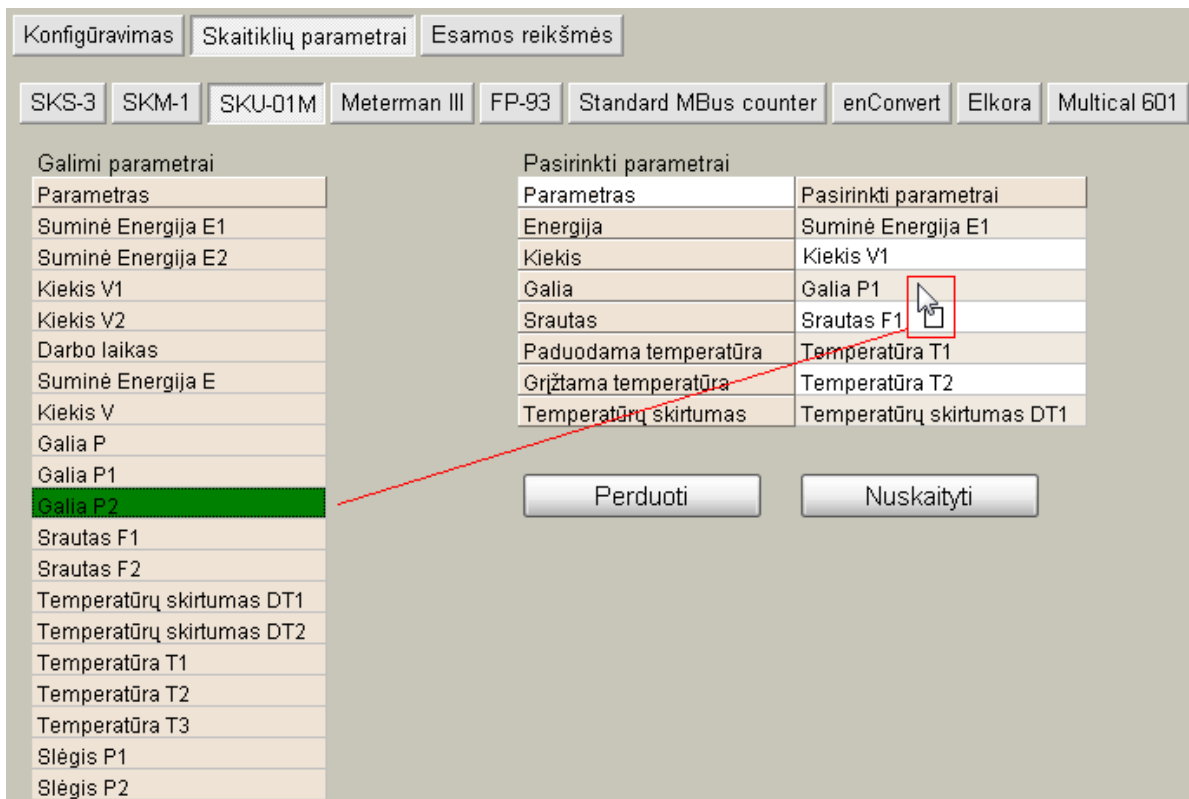 Konfigūravimas Skaitiklių parametrai Esamos reikšmės
SKS-3 SKM-1 SKU-01M Meterman III FP-93 Standard MBus counter enConvert Elkora Multical 601
Galimi parametrai
Parametras
Suminė Energija E1
Suminė Energija E2
Kiekis V1
Kiekis V2
Darbo laikas
Suminė Energija E
Kiekis V
Galia P
Galia P1
Galia P2
Srautas F1
Srautas F2
Temperatūrų skirtumas DT1
Temperatūrų skirtumas DT2
Temperatūra T1
Temperatūra T2
Temperatūra T3
Slėgis P1
Slėgis P2
Pasirinkti parametrai
Parametras Pasirinkti parametrai
Energija Suminė Energija E1
Kiekis Kiekis V1
Galia Galia P1
Srautas Srautas F1
Paduodama temperatūra Temperatūra T1
Grįžtama temperatūra Temperatūra T2
Temperatūrų skirtumas Temperatūrų skirtumas DT1
Perduoti Nuskaityti